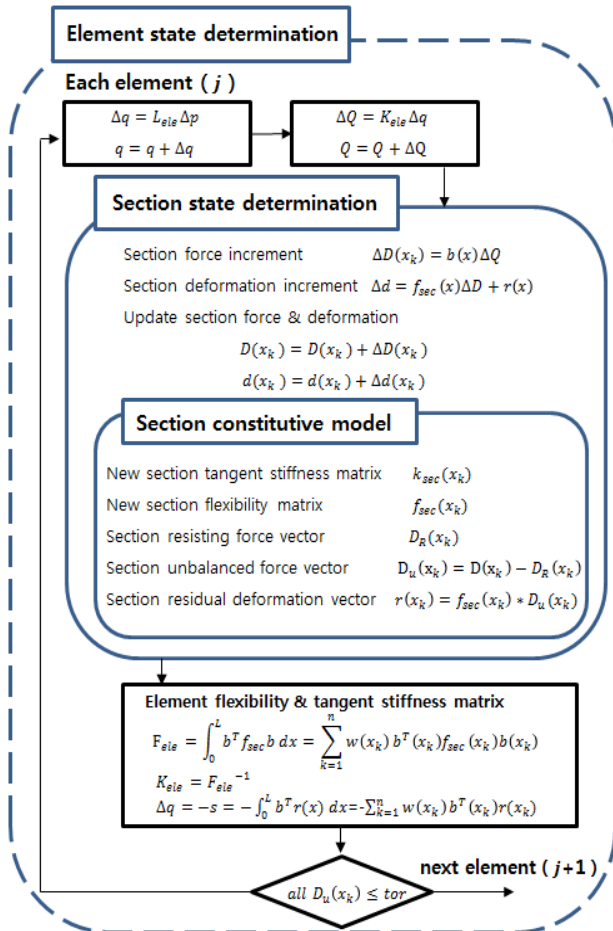 Element state determination
Each element ( j )
Δq = L_ele Δp
q = q + Δq
ΔQ = K_ele Δq
Q = Q + ΔQ
Section state determination
Section force increment ΔD(x_k) = b(x)ΔQ
Section deformation increment Δd = f_sec(x)ΔD + r(x)
Update section force & deformation
D(x_k) = D(x_k) + ΔD(x_k)
d(x_k) = d(x_k) + Δd(x_k)
Section constitutive model
New section tangent stiffness matrix k_sec(x_k)
New section flexibility matrix f_sec(x_k)
Section resisting force vector D_R(x_k)
Section unbalanced force vector D_u(x_k) = D(x_k) − D_R(x_k)
Section residual deformation vector r(x_k) = f_sec(x_k) * D_u(x_k)
Element flexibility & tangent stiffness matrix
F_ele = ∫_0^L b^T f_sec b dx = ∑_{k=1}^n w(x_k) b^T(x_k) f_sec(x_k) b(x_k)
K_ele = F_ele^{-1}
Δq = −s = − ∫_0^L b^T r(x) dx=-∑_{k=1}^n w(x_k) b^T(x_k) r(x_k)
next element ( j+1 )
all D_u(x_k) ≤ tor